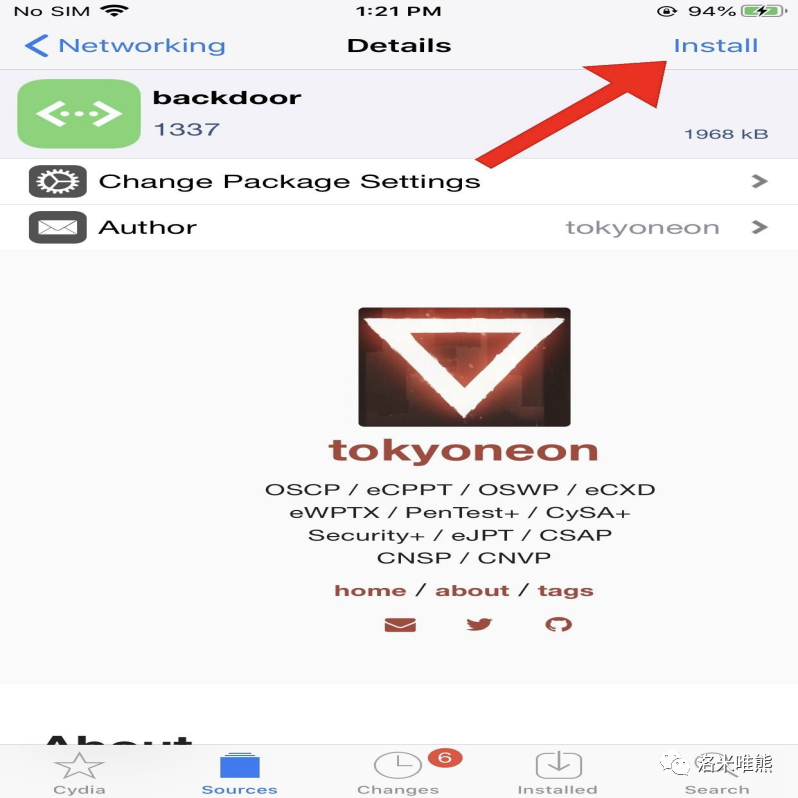 No SIM 1:21 PM 94%
Networking Details Install
backdoor
1337
1968 kB
Change Package Settings
Author tokyoneon
tokyoneon
OSCP / eCPPT / OSWP / eCXD
eWPTX / PenTest+ / CySA+
Security+ / eJPT / CSAP
CNSP / CNVP
home / about / tags
About
6
洛米唯熊
Cydia Sources Changes Installed Search